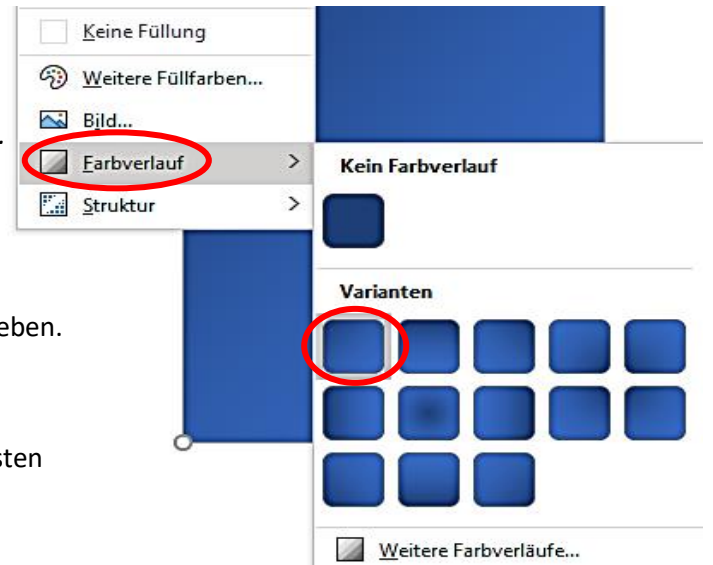 Keine Füllung
Weitere Füllfarben...
Bild...
Farbverlauf
Struktur
Kein Farbverlauf
Varianten
Weitere Farbverläufe...